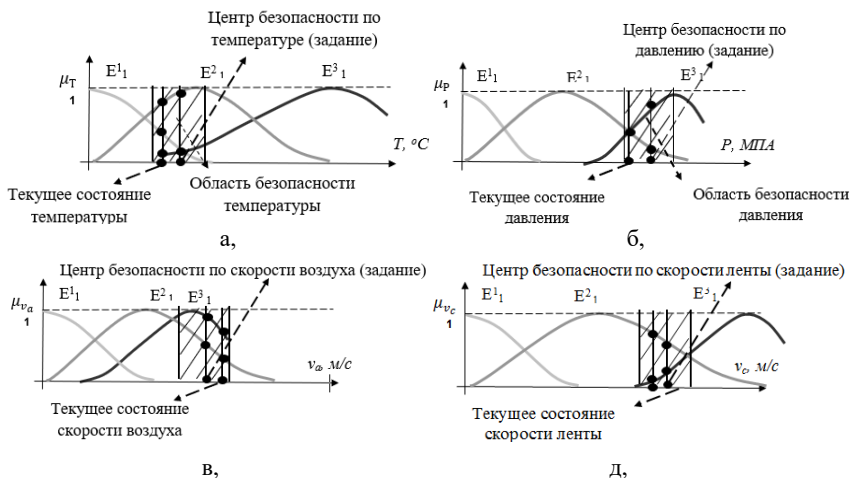 Центр безопасности по
температуре (задание)
μT
1
E¹1
E²1
E³1
T, °C
Текущее состояние
температуры
Область безопасности
температуры
а,
Центр безопасности по
давлению (задание)
μP
1
E¹1
E²1
E³1
P, МПА
Текущее состояние
давления
Область безопасности
давления
б,
Центр безопасности по скорости воздуха (задание)
μvₐ
1
E¹1
E²1
E³1
vₐ, м/с
Текущее состояние
скорости воздуха
в,
Центр безопасности по скорости ленты (задание)
μv_c
1
E¹1
E²1
E³1
v_c, м/с
Текущее состояние
скорости ленты
д,